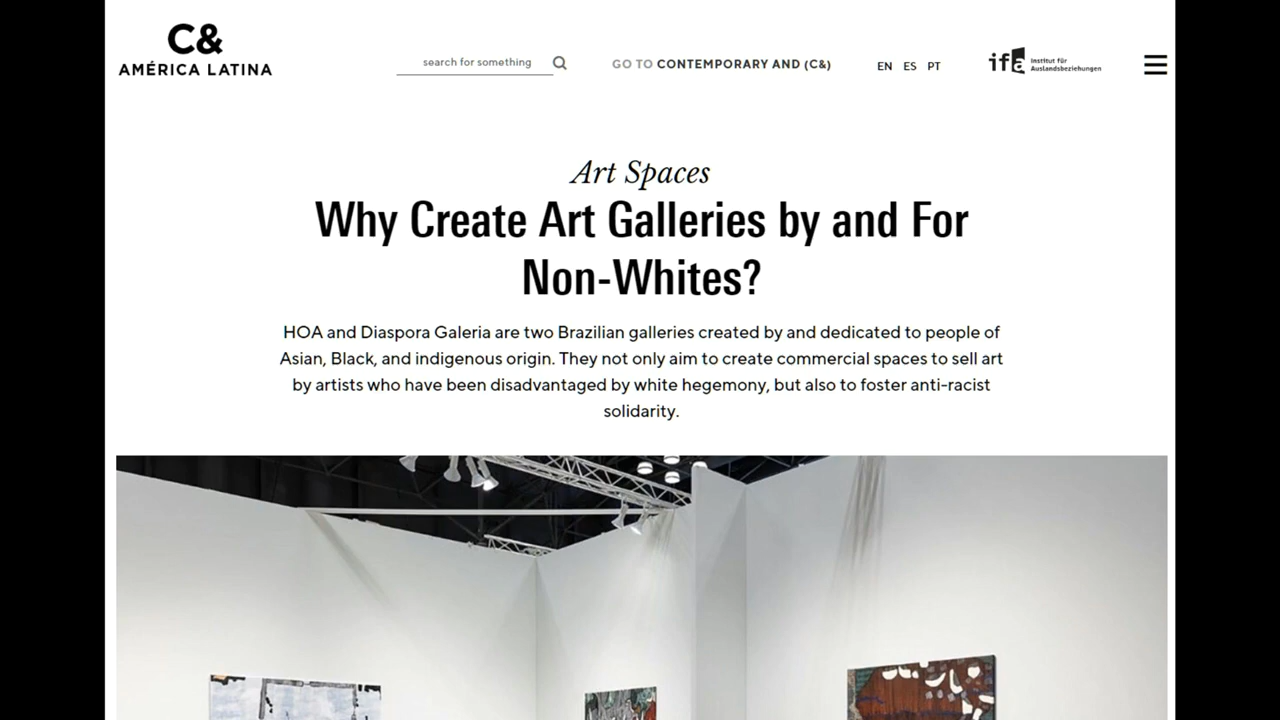 C&
AMÉRICA LATINA
search for something
GO TO CONTEMPORARY AND (C&)
EN ES PT
ifa Institut für
Auslandsbeziehungen
Art Spaces
Why Create Art Galleries by and For
Non-Whites?
HOA and Diaspora Galeria are two Brazilian galleries created by and dedicated to people of
Asian, Black, and indigenous origin. They not only aim to create commercial spaces to sell art
by artists who have been disadvantaged by white hegemony, but also to foster anti-racist
solidarity.